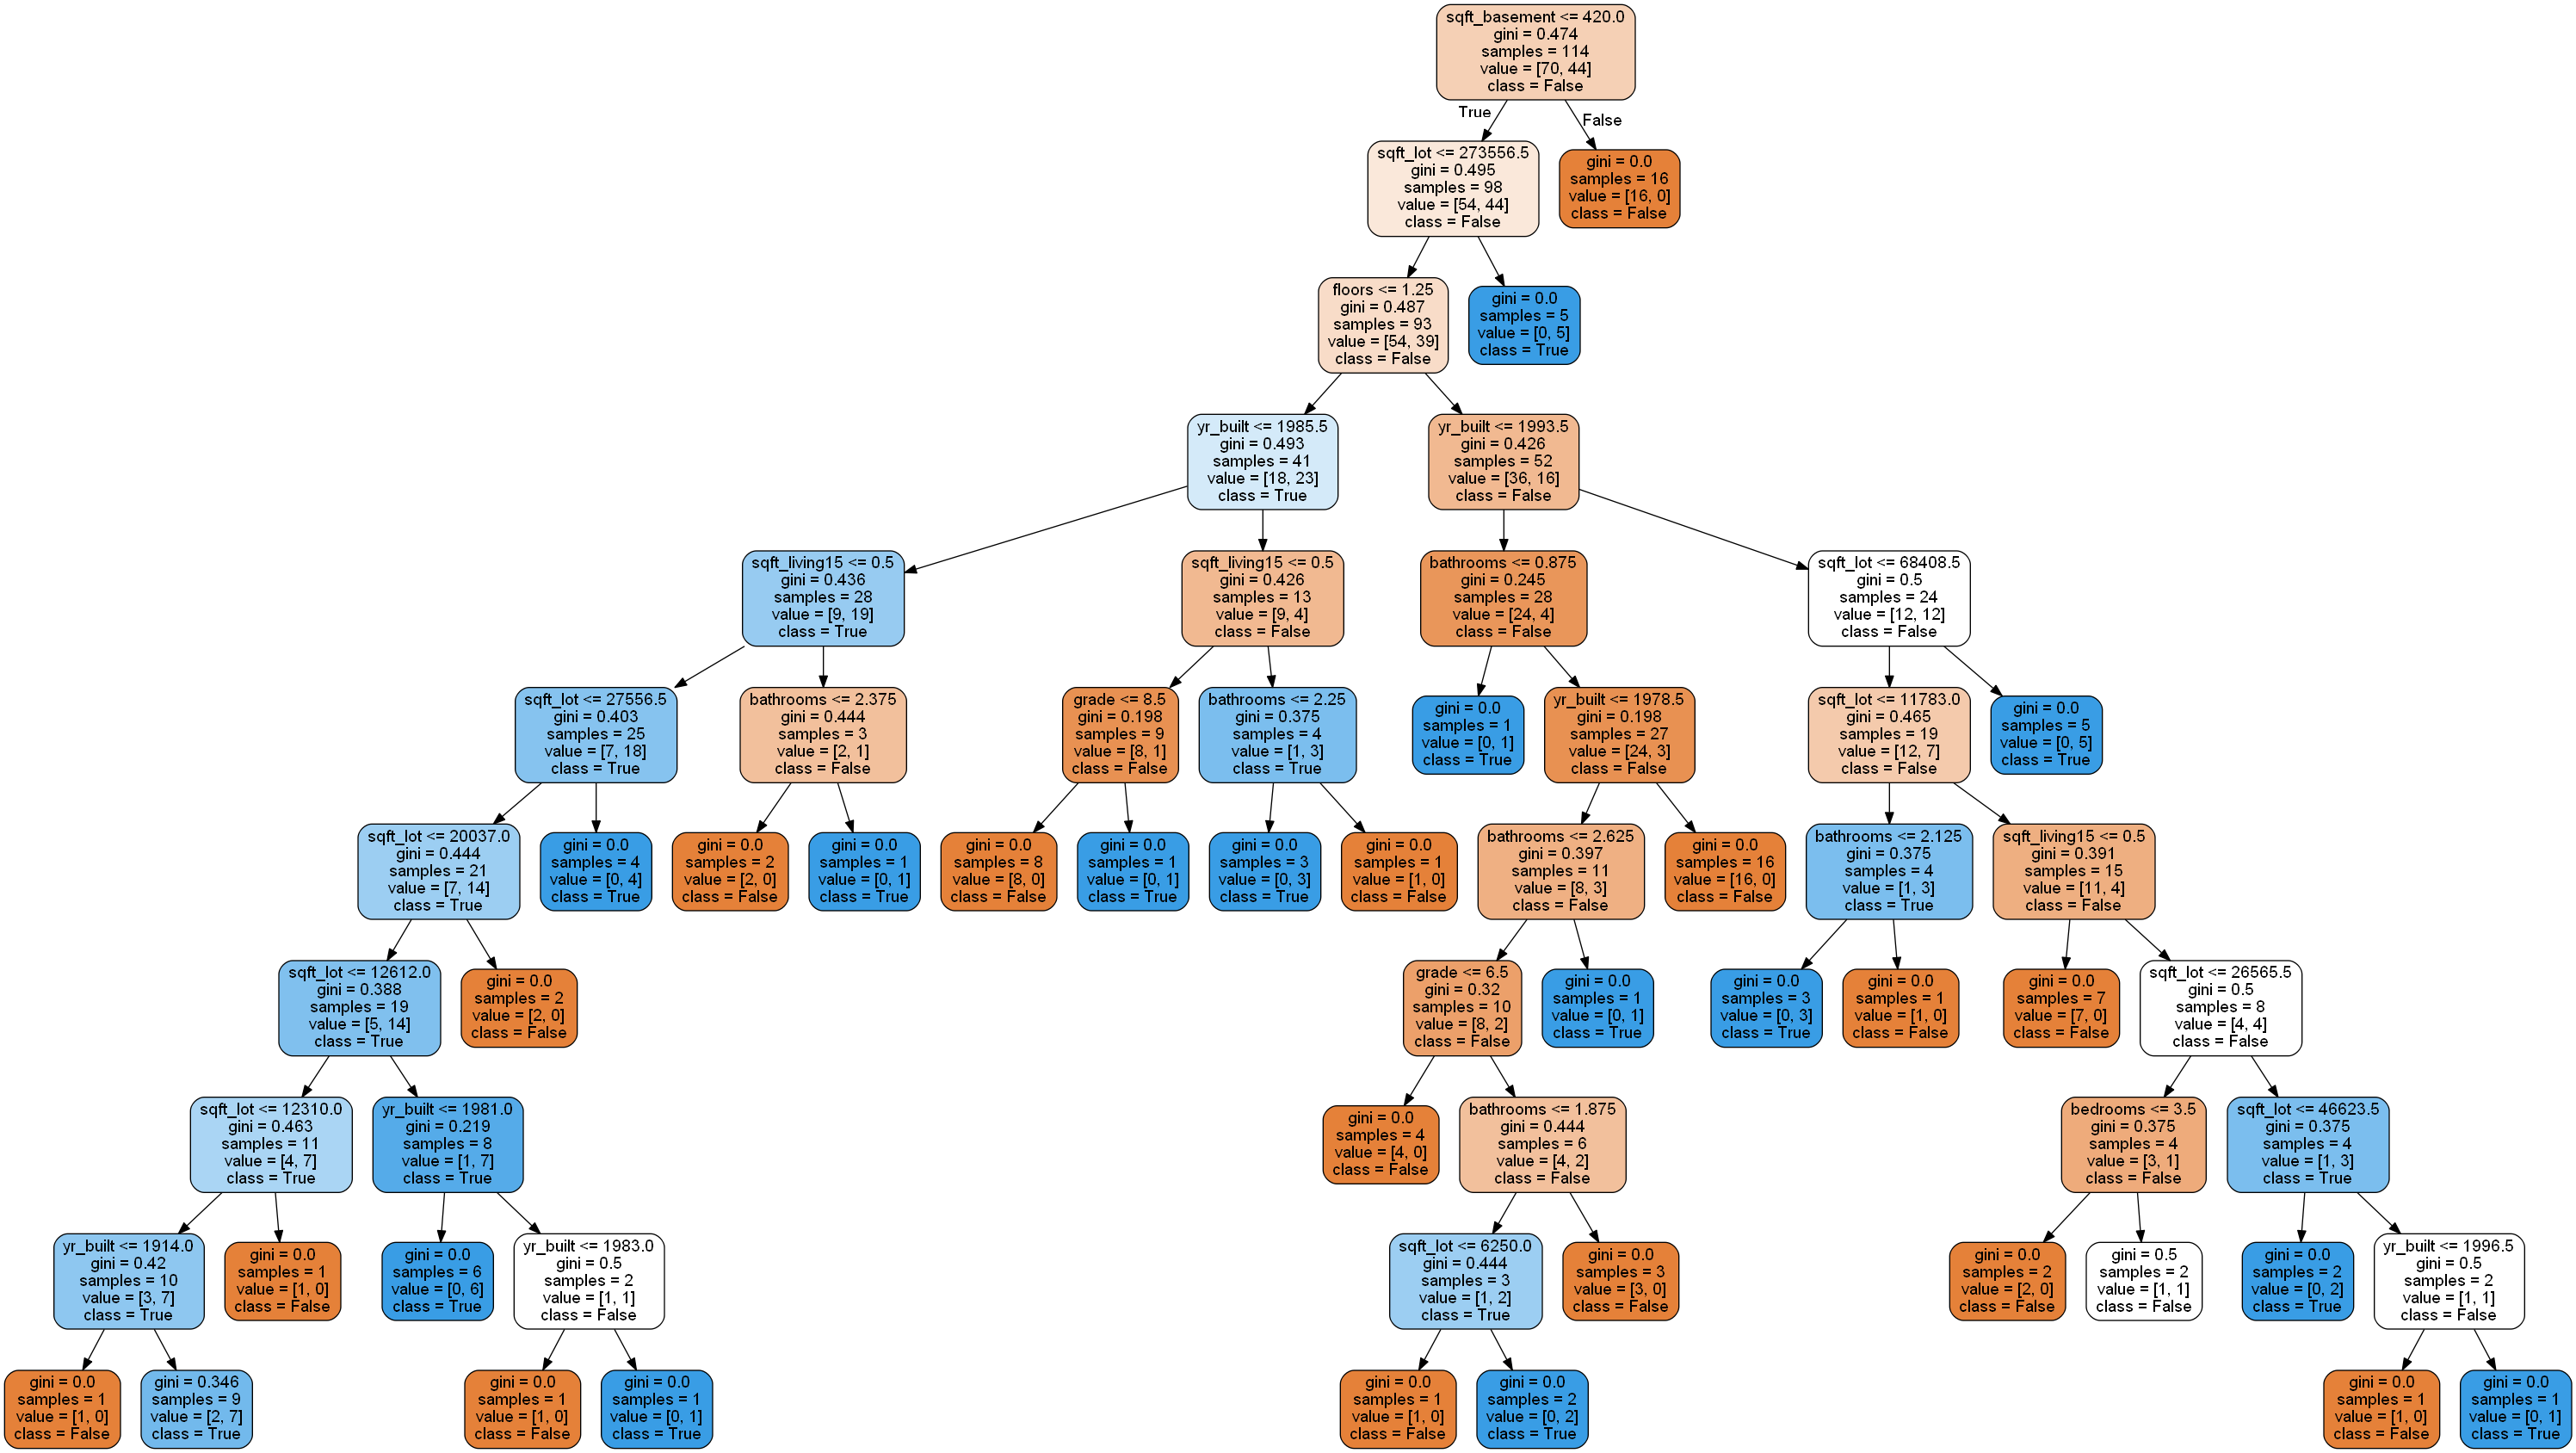 sqft_basement <= 420.0
gini = 0.474
samples = 114
value = [70, 44]
class = False
True
False
sqft_lot <= 273556.5
gini = 0.495
samples = 98
value = [54, 44]
class = False
gini = 0.0
samples = 16
value = [16, 0]
class = False
floors <= 1.25
gini = 0.487
samples = 93
value = [54, 39]
class = False
gini = 0.0
samples = 5
value = [0, 5]
class = True
yr_built <= 1985.5
gini = 0.493
samples = 41
value = [18, 23]
class = True
yr_built <= 1993.5
gini = 0.426
samples = 52
value = [36, 16]
class = False
sqft_living15 <= 0.5
gini = 0.436
samples = 28
value = [9, 19]
class = True
sqft_living15 <= 0.5
gini = 0.426
samples = 13
value = [9, 4]
class = False
bathrooms <= 0.875
gini = 0.245
samples = 28
value = [24, 4]
class = False
sqft_lot <= 68408.5
gini = 0.5
samples = 24
value = [12, 12]
class = False
sqft_lot <= 27556.5
gini = 0.403
samples = 25
value = [7, 18]
class = True
bathrooms <= 2.375
gini = 0.444
samples = 3
value = [2, 1]
class = False
grade <= 8.5
gini = 0.198
samples = 9
value = [8, 1]
class = False
bathrooms <= 2.25
gini = 0.375
samples = 4
value = [1, 3]
class = True
gini = 0.0
samples = 1
value = [0, 1]
class = True
yr_built <= 1978.5
gini = 0.198
samples = 27
value = [24, 3]
class = False
sqft_lot <= 11783.0
gini = 0.465
samples = 19
value = [12, 7]
class = False
gini = 0.0
samples = 5
value = [0, 5]
class = True
sqft_lot <= 20037.0
gini = 0.444
samples = 21
value = [7, 14]
class = True
gini = 0.0
samples = 4
value = [0, 4]
class = True
gini = 0.0
samples = 2
value = [2, 0]
class = False
gini = 0.0
samples = 1
value = [0, 1]
class = True
gini = 0.0
samples = 8
value = [8, 0]
class = False
gini = 0.0
samples = 1
value = [0, 1]
class = True
gini = 0.0
samples = 3
value = [0, 3]
class = True
gini = 0.0
samples = 1
value = [1, 0]
class = False
bathrooms <= 2.625
gini = 0.397
samples = 11
value = [8, 3]
class = False
gini = 0.0
samples = 16
value = [16, 0]
class = False
bathrooms <= 2.125
gini = 0.375
samples = 4
value = [1, 3]
class = True
sqft_living15 <= 0.5
gini = 0.391
samples = 15
value = [11, 4]
class = False
sqft_lot <= 12612.0
gini = 0.388
samples = 19
value = [5, 14]
class = True
gini = 0.0
samples = 2
value = [2, 0]
class = False
grade <= 6.5
gini = 0.32
samples = 10
value = [8, 2]
class = False
gini = 0.0
samples = 1
value = [0, 1]
class = True
gini = 0.0
samples = 3
value = [0, 3]
class = True
gini = 0.0
samples = 1
value = [1, 0]
class = False
gini = 0.0
samples = 7
value = [7, 0]
class = False
sqft_lot <= 26565.5
gini = 0.5
samples = 8
value = [4, 4]
class = False
sqft_lot <= 12310.0
gini = 0.463
samples = 11
value = [4, 7]
class = True
yr_built <= 1981.0
gini = 0.219
samples = 8
value = [1, 7]
class = True
gini = 0.0
samples = 4
value = [4, 0]
class = False
bathrooms <= 1.875
gini = 0.444
samples = 6
value = [4, 2]
class = False
bedrooms <= 3.5
gini = 0.375
samples = 4
value = [3, 1]
class = False
sqft_lot <= 46623.5
gini = 0.375
samples = 4
value = [1, 3]
class = True
yr_built <= 1914.0
gini = 0.42
samples = 10
value = [3, 7]
class = True
gini = 0.0
samples = 1
value = [1, 0]
class = False
gini = 0.0
samples = 6
value = [0, 6]
class = True
yr_built <= 1983.0
gini = 0.5
samples = 2
value = [1, 1]
class = False
sqft_lot <= 6250.0
gini = 0.444
samples = 3
value = [1, 2]
class = True
gini = 0.0
samples = 3
value = [3, 0]
class = False
gini = 0.0
samples = 2
value = [2, 0]
class = False
gini = 0.5
samples = 2
value = [1, 1]
class = False
gini = 0.0
samples = 2
value = [0, 2]
class = True
yr_built <= 1996.5
gini = 0.5
samples = 2
value = [1, 1]
class = False
gini = 0.0
samples = 1
value = [1, 0]
class = False
gini = 0.346
samples = 9
value = [2, 7]
class = True
gini = 0.0
samples = 1
value = [1, 0]
class = False
gini = 0.0
samples = 1
value = [0, 1]
class = True
gini = 0.0
samples = 1
value = [1, 0]
class = False
gini = 0.0
samples = 2
value = [0, 2]
class = True
gini = 0.0
samples = 1
value = [1, 0]
class = False
gini = 0.0
samples = 1
value = [0, 1]
class = True